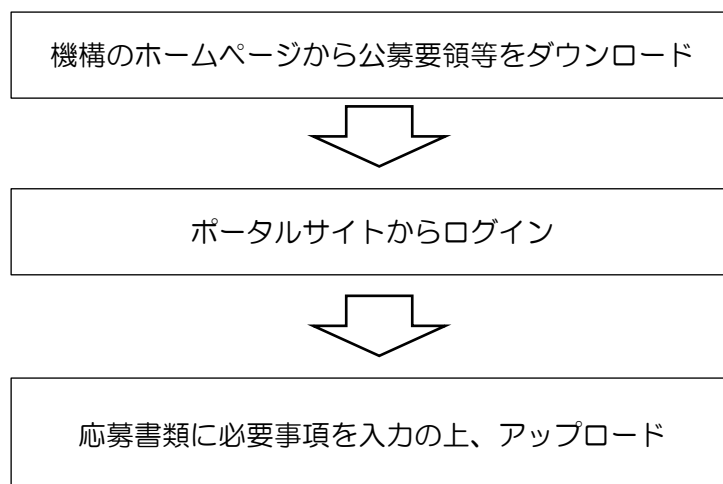 機構のホームページから公募要領等をダウンロード
ポータルサイトからログイン
応募書類に必要事項を入力の上、アップロード